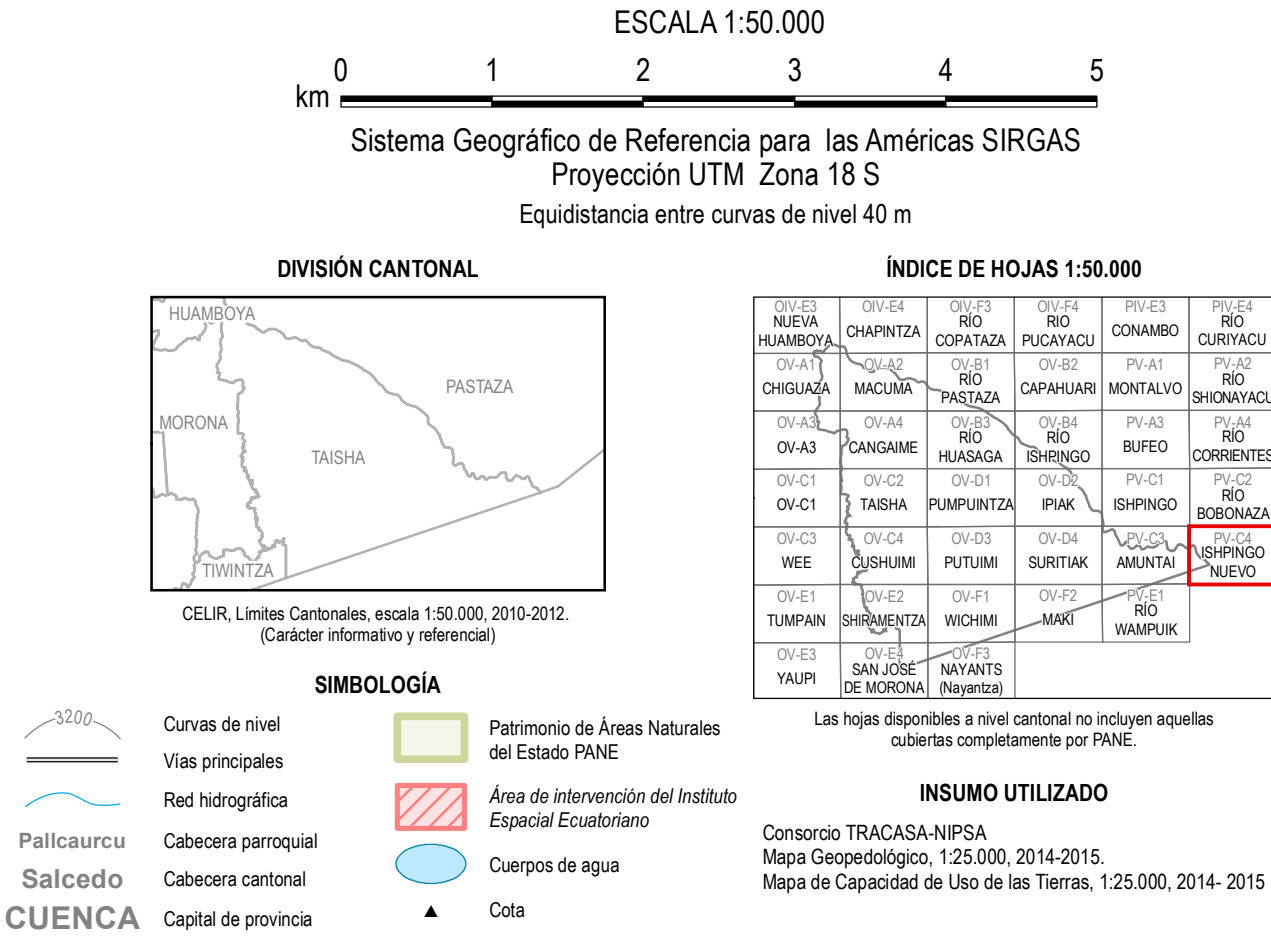 ESCALA 1:50.000
0 1 2 3 4 5
km
Sistema Geográfico de Referencia para las Américas SIRGAS
Proyección UTM Zona 18 S
Equidistancia entre curvas de nivel 40 m
DIVISIÓN CANTONAL
HUAMBOYA
PASTAZA
MORONA
TAISHA
TIWINTZA
CELIR, Límites Cantonales, escala 1:50.000, 2010-2012.
(Carácter informativo y referencial)
ÍNDICE DE HOJAS 1:50.000
OIV-E3 OIV-E4 OIV-F3 OIV-F4 PIV-E3 PIV-E4
NUEVA RÍO RIO RÍO
CHAPINTZA CONAMBO
HUAMBOYA COPATAZA PUCAYACU CURIYACU
OV-A1 OV-A2 OV-B1 OV-B2 PV-A1 PV-A2
RÍO RÍO
CHIGUAZA MACUMA PASTAZA CAPAHUARI MONTALVO SHIONAYACU
OV-A3 OV-A4 OV-B3 OV-B4 PV-A3 PV-A4
RÍO RÍO RÍO
OV-A3 CANGAIME HUASAGA ISHPINGO BUFEO CORRIENTES
OV-C1 OV-C2 OV-D1 OV-D2 PV-C1 PV-C2
RÍO
OV-C1 TAISHA PUMPUINTZA IPIAK ISHPINGO BOBONAZA
OV-C3 OV-C4 OV-D3 OV-D4 PV-C3 PV-C4
ISHPINGO
WEE CUSHUIMI PUTUIMI SURITIAK AMUNTAI NUEVO
OV-E1 OV-E2 OV-F1 OV-F2 PV-E1
RÍO
TUMPAIN SHIRAMENTZA WICHIMI MAKI WAMPUIK
OV-E3 OV-E4 OV-F3
SAN JOSÉ NAYANTS
YAUPI DE MORONA (Nayantza)
Las hojas disponibles a nivel cantonal no incluyen aquellas
cubiertas completamente por PANE.
SIMBOLOGÍA
3200
Curvas de nivel
Vías principales
Red hidrográfica
Pallcaurcu Cabecera parroquial
Salcedo Cabecera cantonal
CUENCA Capital de provincia
Patrimonio de Áreas Naturales
del Estado PANE
Área de intervención del Instituto
Espacial Ecuatoriano
Cuerpos de agua
Cota
INSUMO UTILIZADO
Consorcio TRACASA-NIPSA
Mapa Geopedológico, 1:25.000, 2014-2015.
Mapa de Capacidad de Uso de las Tierras, 1:25.000, 2014- 2015